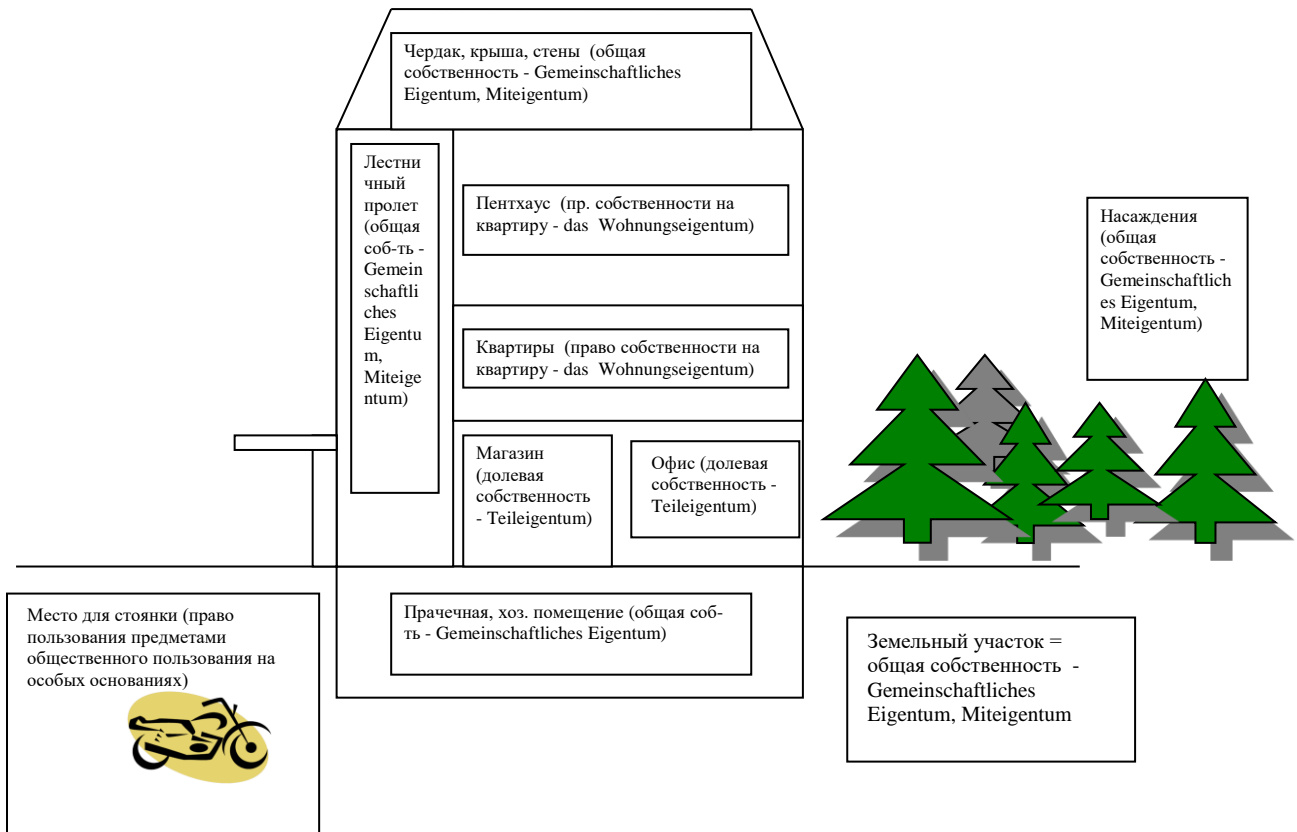 Чердак, крыша, стены (общая
собственность - Gemeinschaftliches
Eigentum, Miteigentum)
Лестни
чный
пролет
(общая
соб-ть -
Gemein
schaftli
ches
Eigentu
m,
Miteige
ntum)
Пентхаус (пр. собственности на
квартиру - das Wohnungseigentum)
Насаждения
(общая
собственность -
Gemeinschaftlich
es Eigentum,
Miteigentum)
Квартиры (право собственности на
квартиру - das Wohnungseigentum)
Магазин
(долевая
собственность
- Teileigentum)
Офис (долевая
собственность -
Teileigentum)
Место для стоянки (право
пользования предметами
общественного пользования на
особых основаниях)
Прачечная, хоз. помещение (общая соб-
ть - Gemeinschaftliches Eigentum)
Земельный участок =
общая собственность -
Gemeinschaftliches
Eigentum, Miteigentum